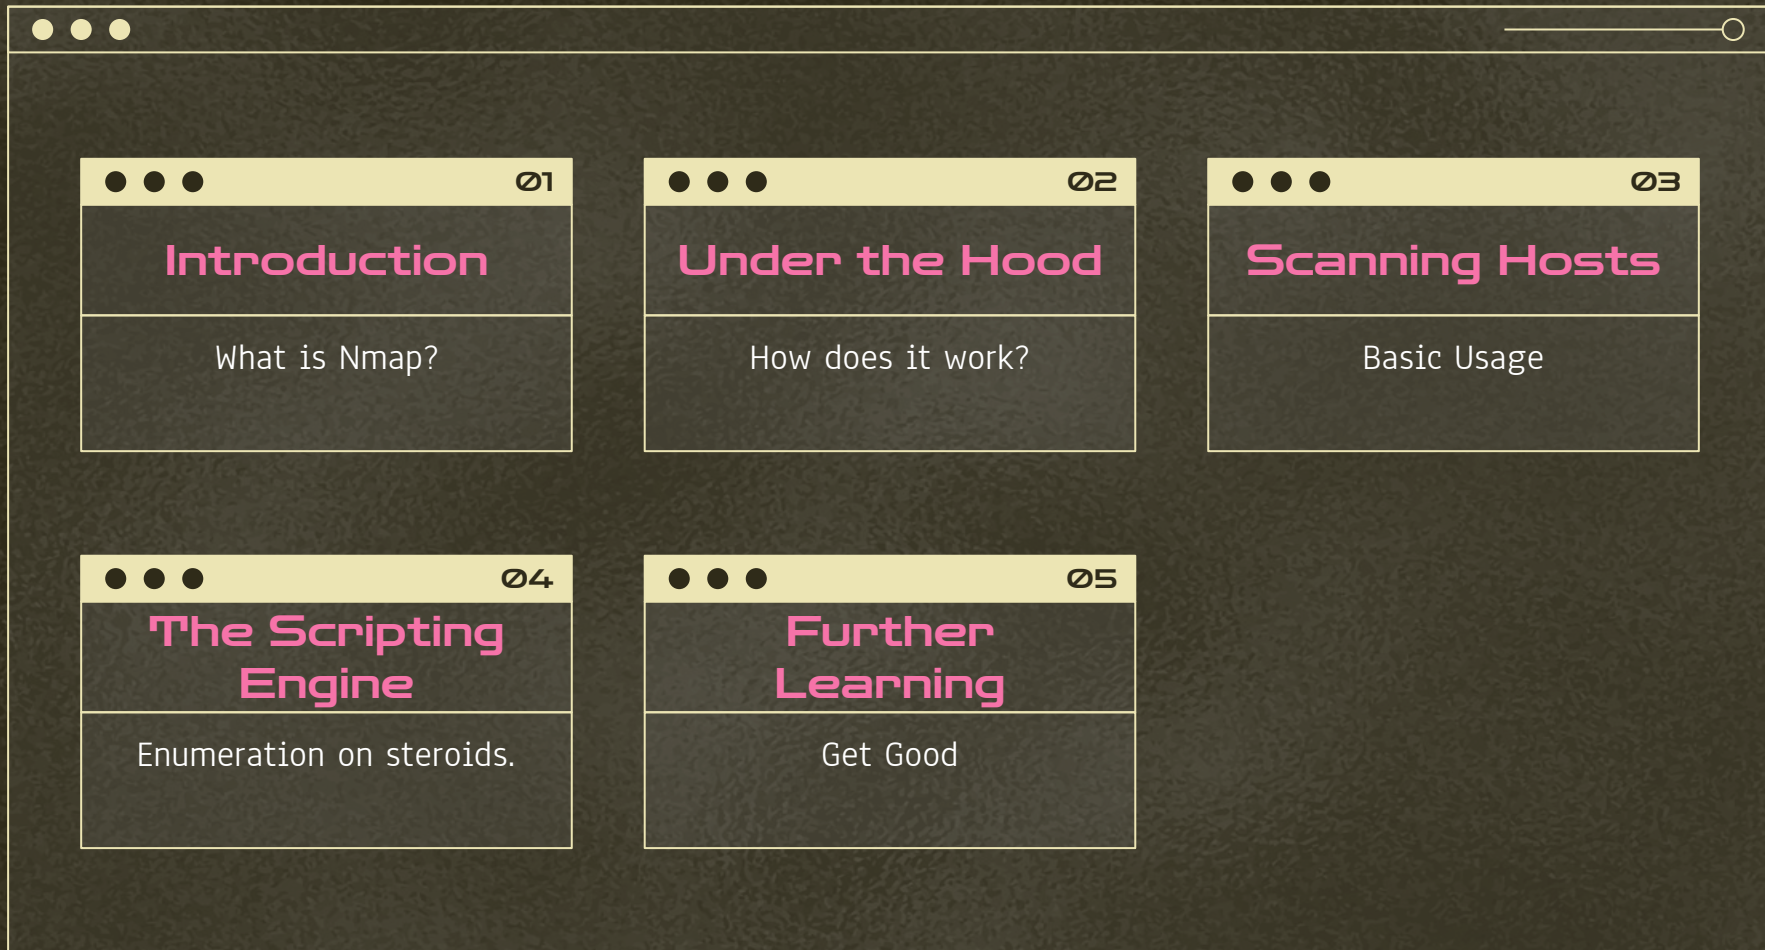 01
Introduction
What is Nmap?
02
Under the Hood
How does it work?
03
Scanning Hosts
Basic Usage
04
The Scripting
Engine
Enumeration on steroids.
05
Further
Learning
Get Good